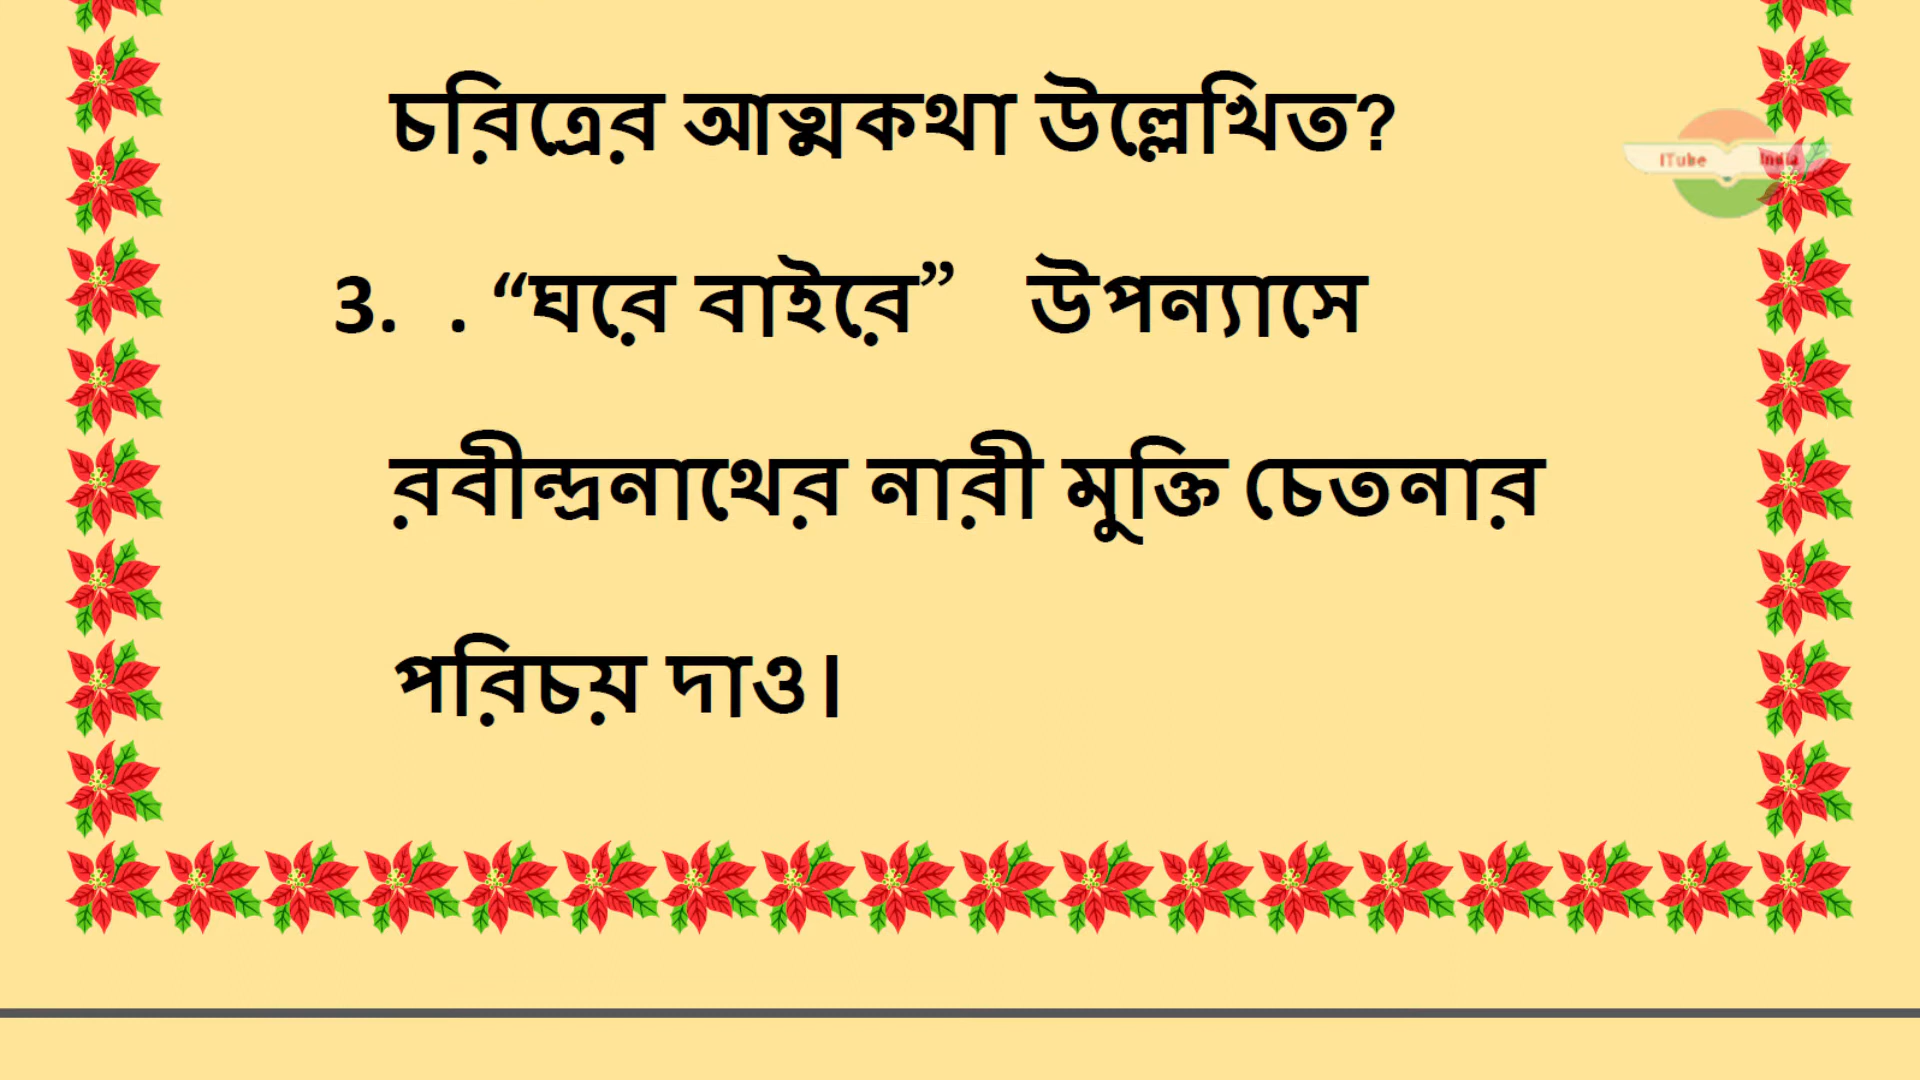 চরিত্রের আত্মকথা উল্লেখিত?
ITube India
3. . “ঘরে বাইরে” উপন্যাসে
রবীন্দ্রনাথের নারী মুক্তি চেতনার
পরিচয় দাও।